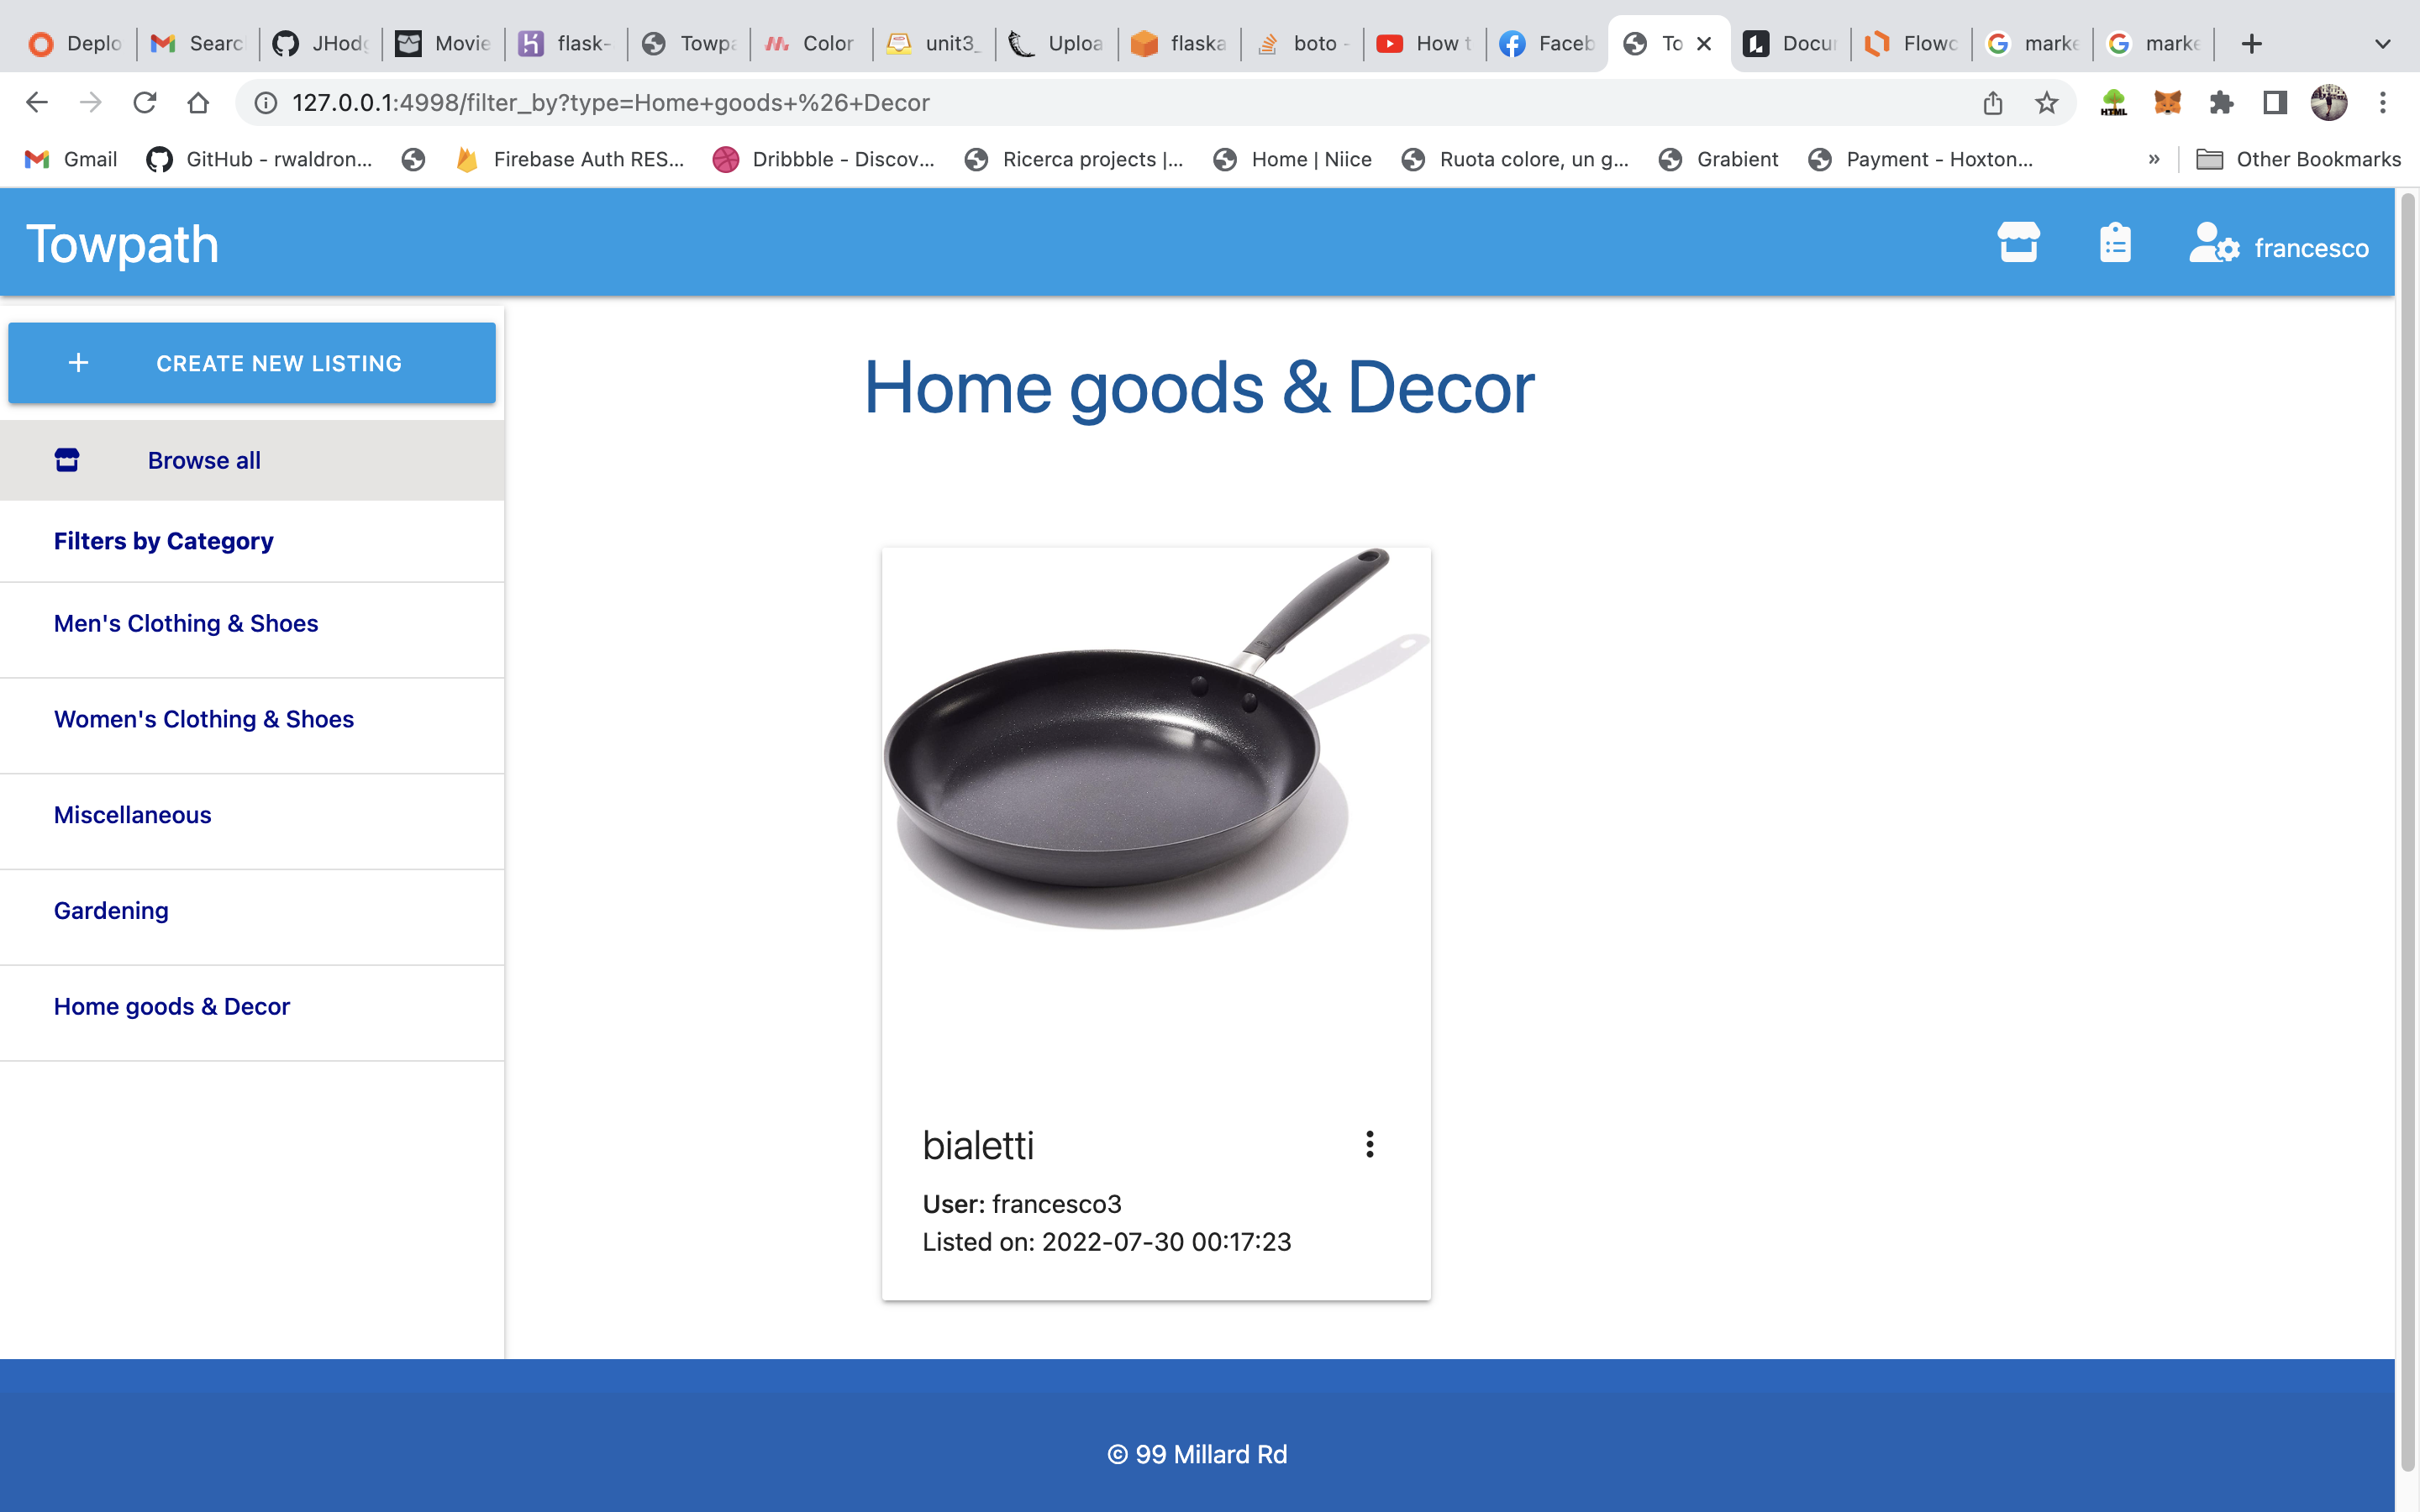 Deplo
Searc
JHodg
Movie
flask-
Towpa
Color
unit3_
Uploa
flaska
boto -
How t
Faceb
To
Docur
Flowc
marke
marke
127.0.0.1:4998/filter_by?type=Home+goods+%26+Decor
HTML
Gmail
GitHub - rwaldron...
Firebase Auth RES...
Dribbble - Discov...
Ricerca projects |...
Home | Niice
Ruota colore, un g...
Grabient
Payment - Hoxton...
»
Other Bookmarks
Towpath
francesco
+ CREATE NEW LISTING
Home goods & Decor
Browse all
Filters by Category
Men's Clothing & Shoes
Women's Clothing & Shoes
Miscellaneous
Gardening
Home goods & Decor
bialetti
User: francesco3
Listed on: 2022-07-30 00:17:23
© 99 Millard Rd